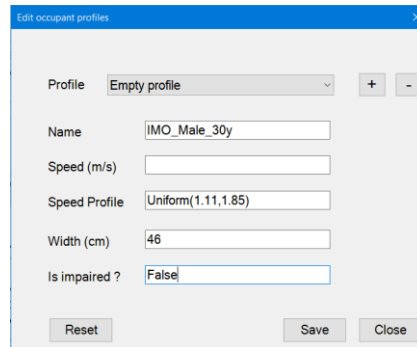 Edit occupant profiles
Profile Empty profile + -
Name IMO_Male_30y
Speed (m/s)
Speed Profile Uniform(1.11,1.85)
Width (cm) 46
Is impaired ? False
Reset Save Close